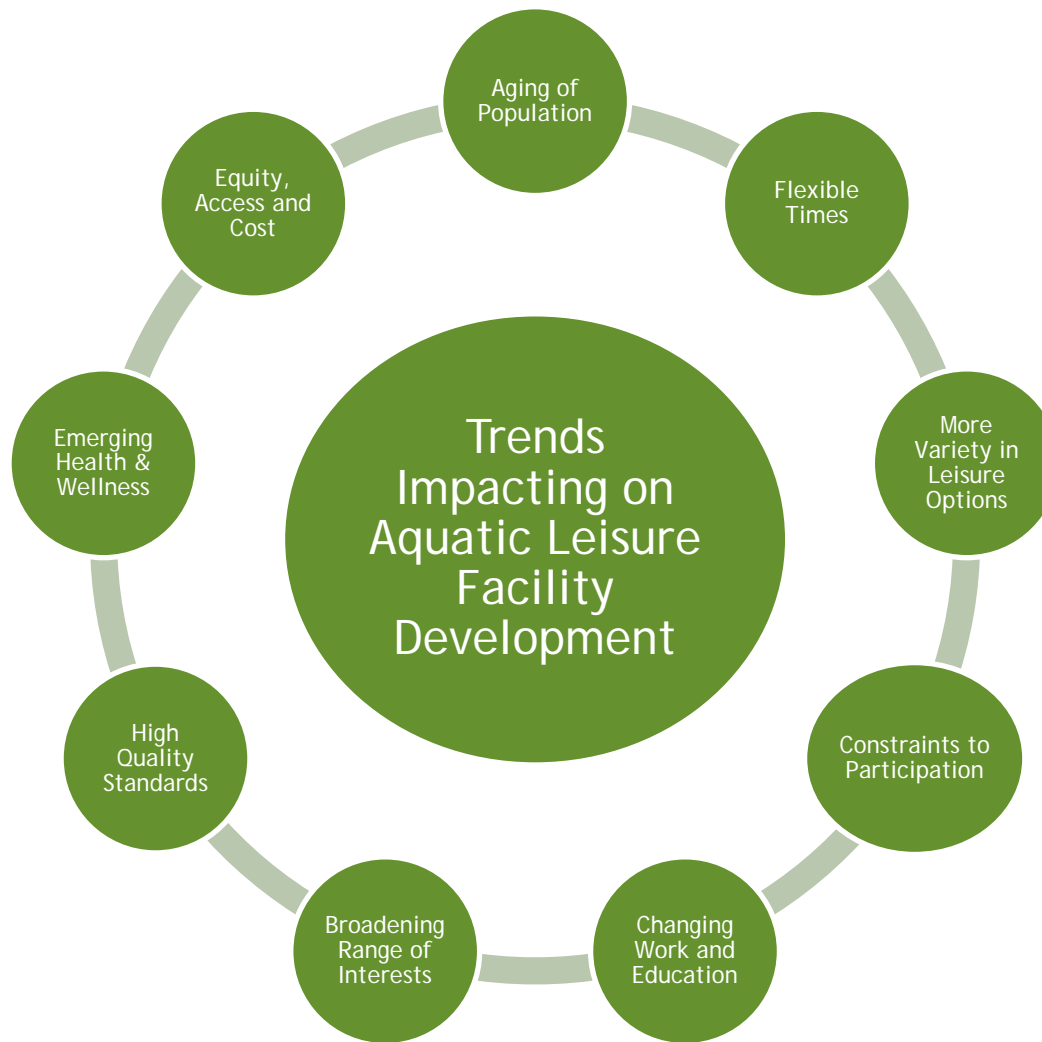 Aging of
Population
Flexible
Times
More
Variety in
Leisure
Options
Constraints to
Participation
Changing
Work and
Education
Broadening
Range of
Interests
High
Quality
Standards
Emerging
Health &
Wellness
Equity,
Access and
Cost
Trends
Impacting on
Aquatic Leisure
Facility
Development